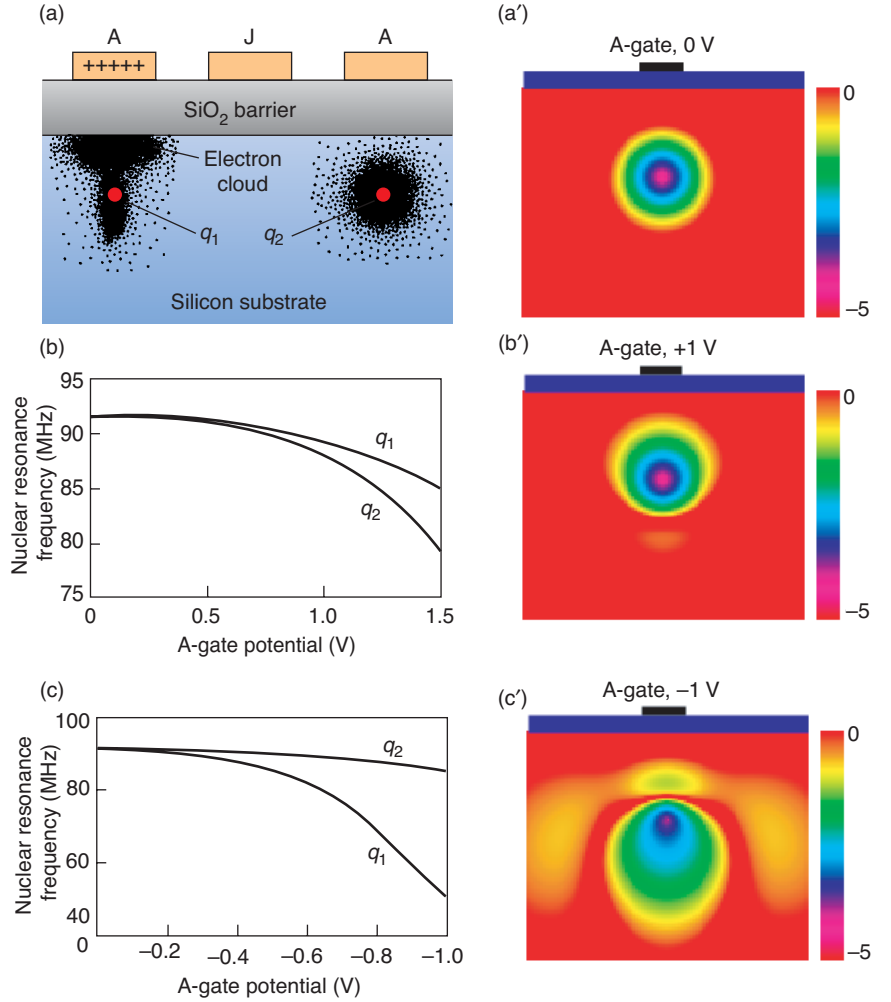 (a)
A J A
+++++
SiO2 barrier
Electron
cloud
q1
q2
Silicon substrate
(a′)
A-gate, 0 V
0
–5
(b)
95
90
85
80
75
Nuclear resonance
frequency (MHz)
q1
q2
0 0.5 1.0 1.5
A-gate potential (V)
(b′)
A-gate, +1 V
0
–5
(c)
100
80
60
40
0
Nuclear resonance
frequency (MHz)
q2
q1
–0.2 –0.4 –0.6 –0.8 –1.0
A-gate potential (V)
(c′)
A-gate, –1 V
0
–5